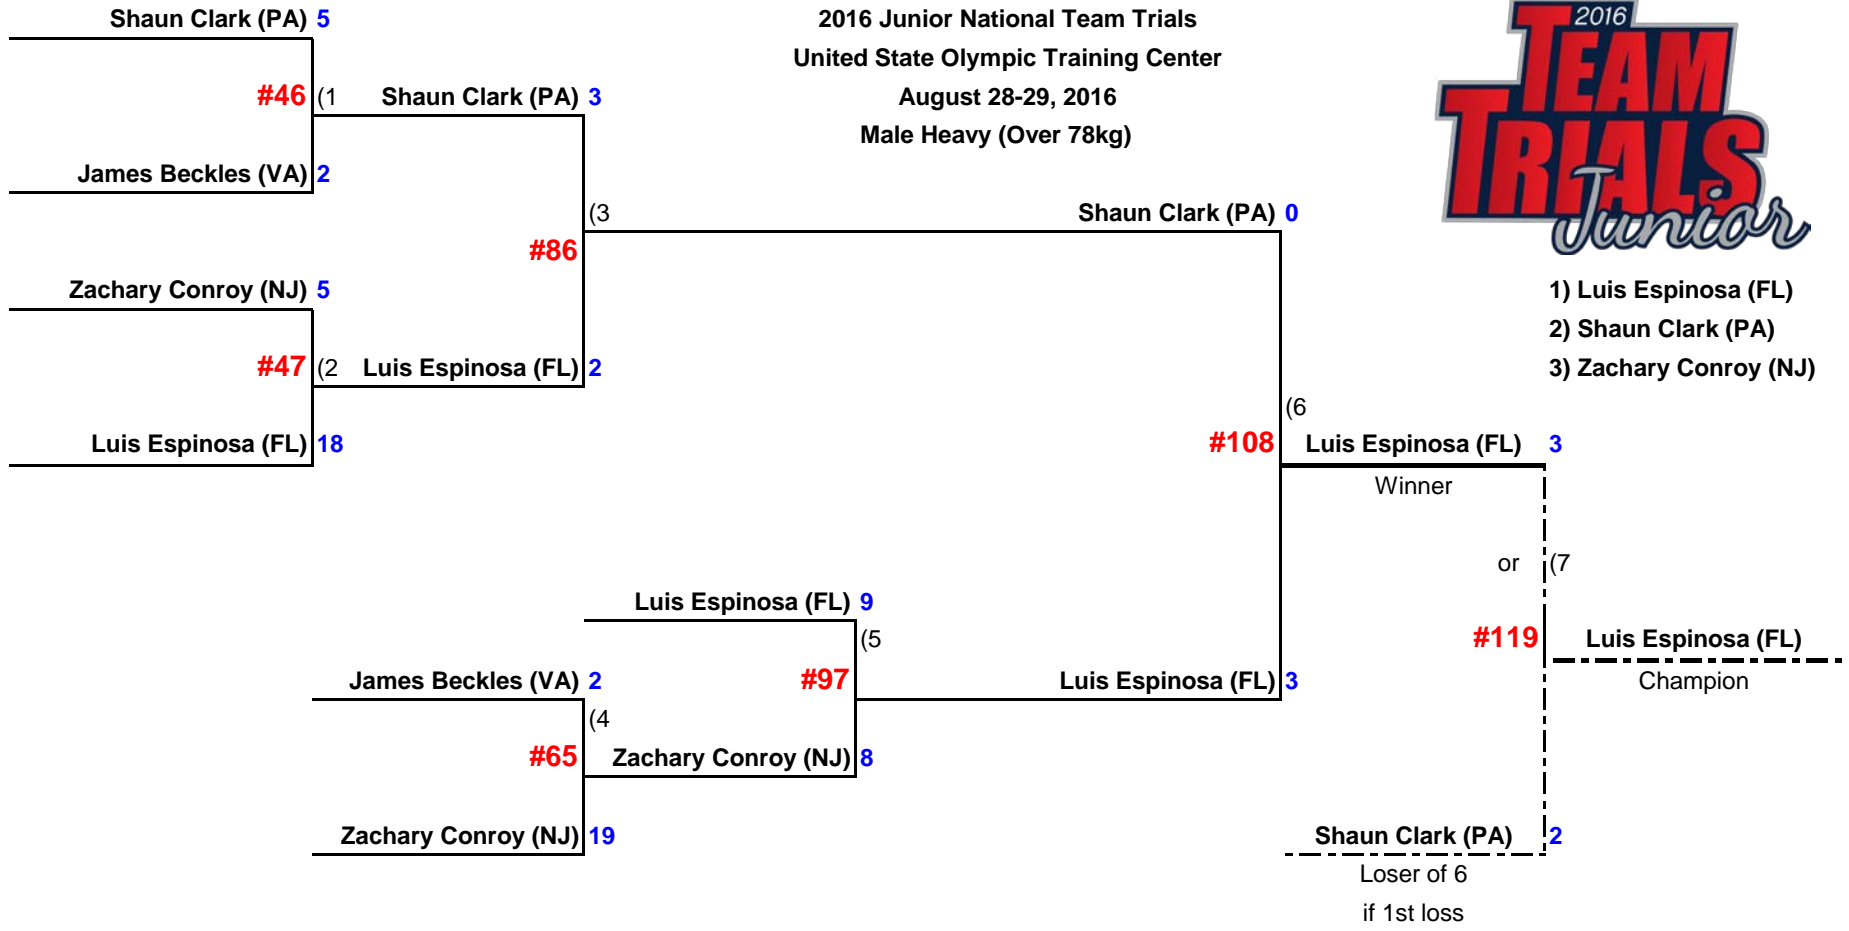 Shaun Clark (PA) 5
2016 Junior National Team Trials
United State Olympic Training Center
August 28-29, 2016
Male Heavy (Over 78kg)
2016
TEAM
TRIALS
Junior
#46 (1 Shaun Clark (PA) 3
James Beckles (VA) 2
(3 Shaun Clark (PA) 0
#86
Zachary Conroy (NJ) 5
1) Luis Espinosa (FL)
2) Shaun Clark (PA)
3) Zachary Conroy (NJ)
#47 (2 Luis Espinosa (FL) 2
Luis Espinosa (FL) 18
(6
#108 Luis Espinosa (FL) 3
Winner
or (7
Luis Espinosa (FL) 9
(5
#119 Luis Espinosa (FL)
Champion
James Beckles (VA) 2
#97 Luis Espinosa (FL) 3
(4
#65 Zachary Conroy (NJ) 8
Zachary Conroy (NJ) 19
Shaun Clark (PA) 2
Loser of 6
if 1st loss